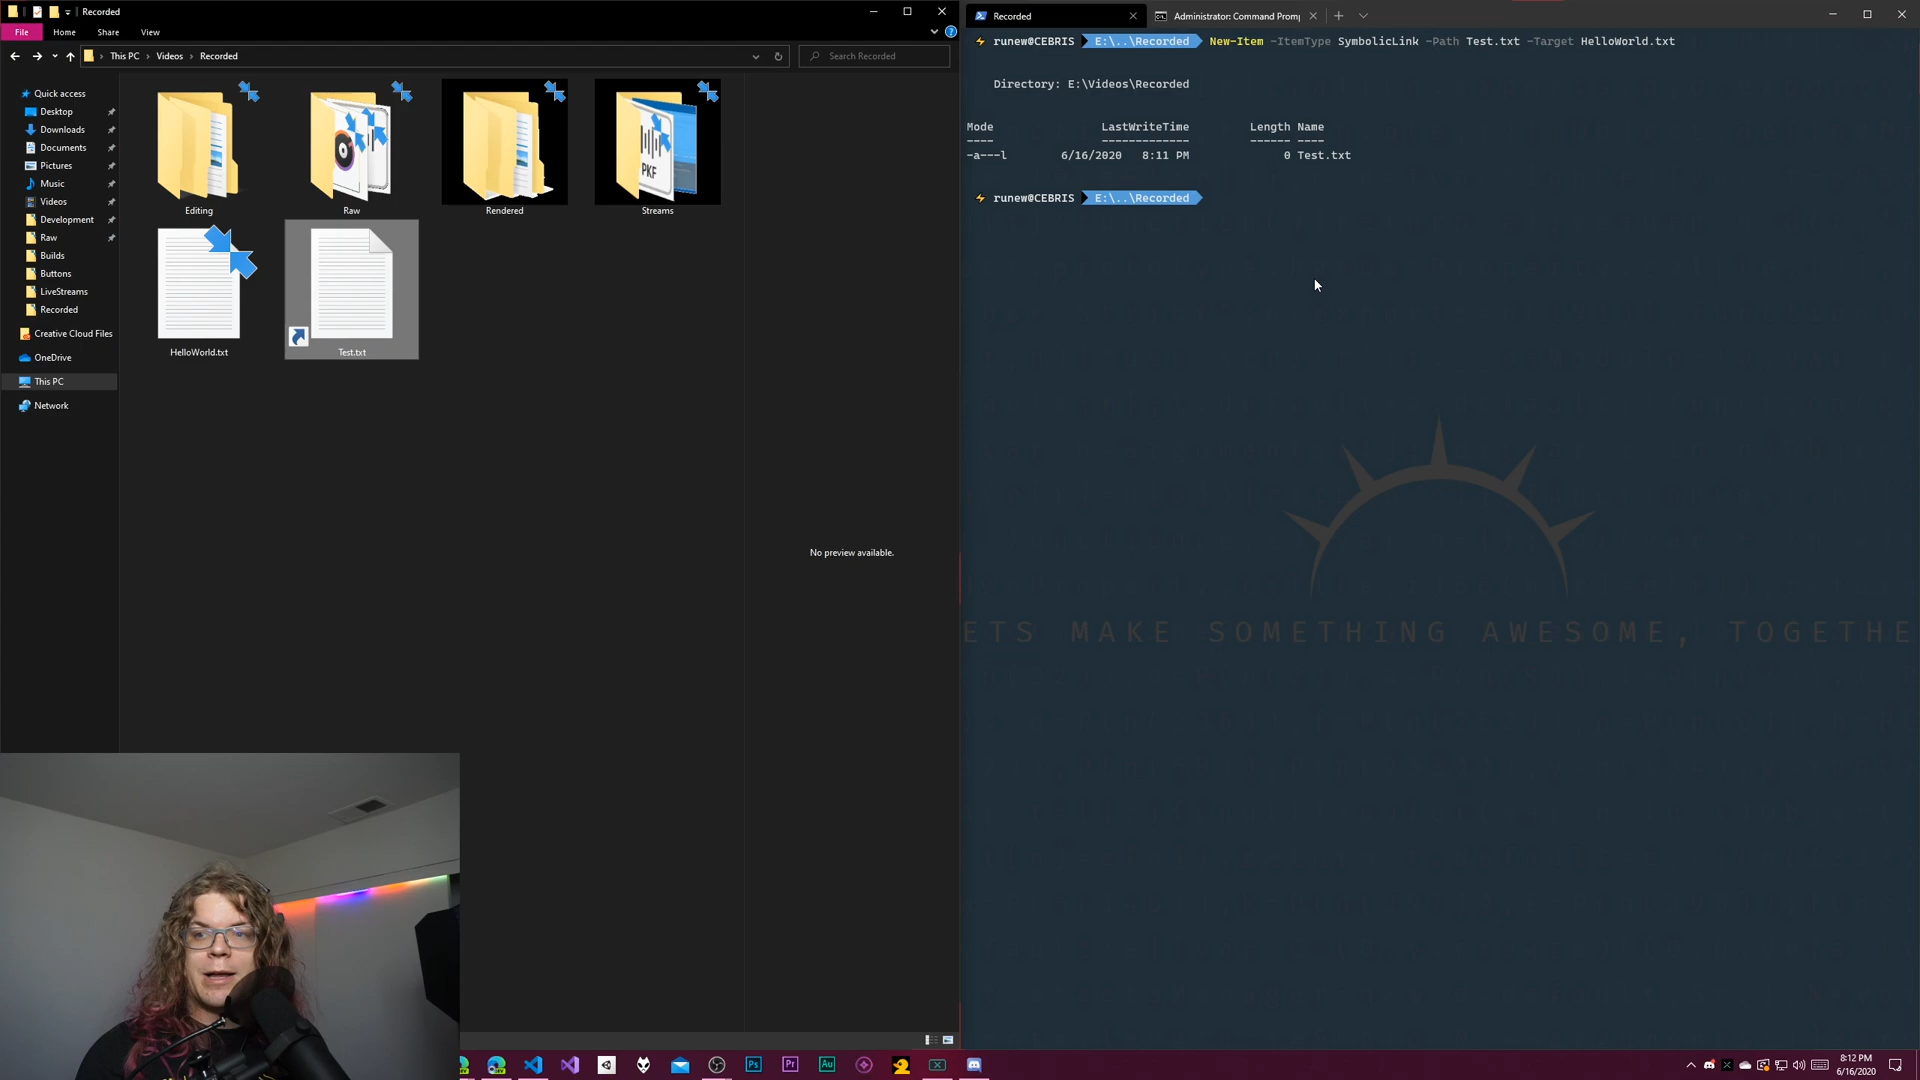 Recorded
File
Home
Share
View
This PC
Videos
Recorded
Search Recorded
Quick access
Desktop
Downloads
Documents
Pictures
Music
Videos
Development
Raw
Builds
Buttons
LiveStreams
Recorded
Creative Cloud Files
OneDrive
This PC
Network
Editing
Raw
Rendered
PKF
Streams
HelloWorld.txt
Test.txt
No preview available.
Recorded
Administrator: Command Promp
runew@CEBRIS E:\..\Recorded New-Item -ItemType SymbolicLink -Path Test.txt -Target HelloWorld.txt
Directory: E:\Videos\Recorded
Mode LastWriteTime Length Name
---- ------------- ------ ----
-a---l 6/16/2020 8:11 PM 0 Test.txt
runew@CEBRIS E:\..\Recorded
ETS MAKE SOMETHING AWESOME, TOGETHE
Ps
Pr
Au
8:12 PM
6/16/2020